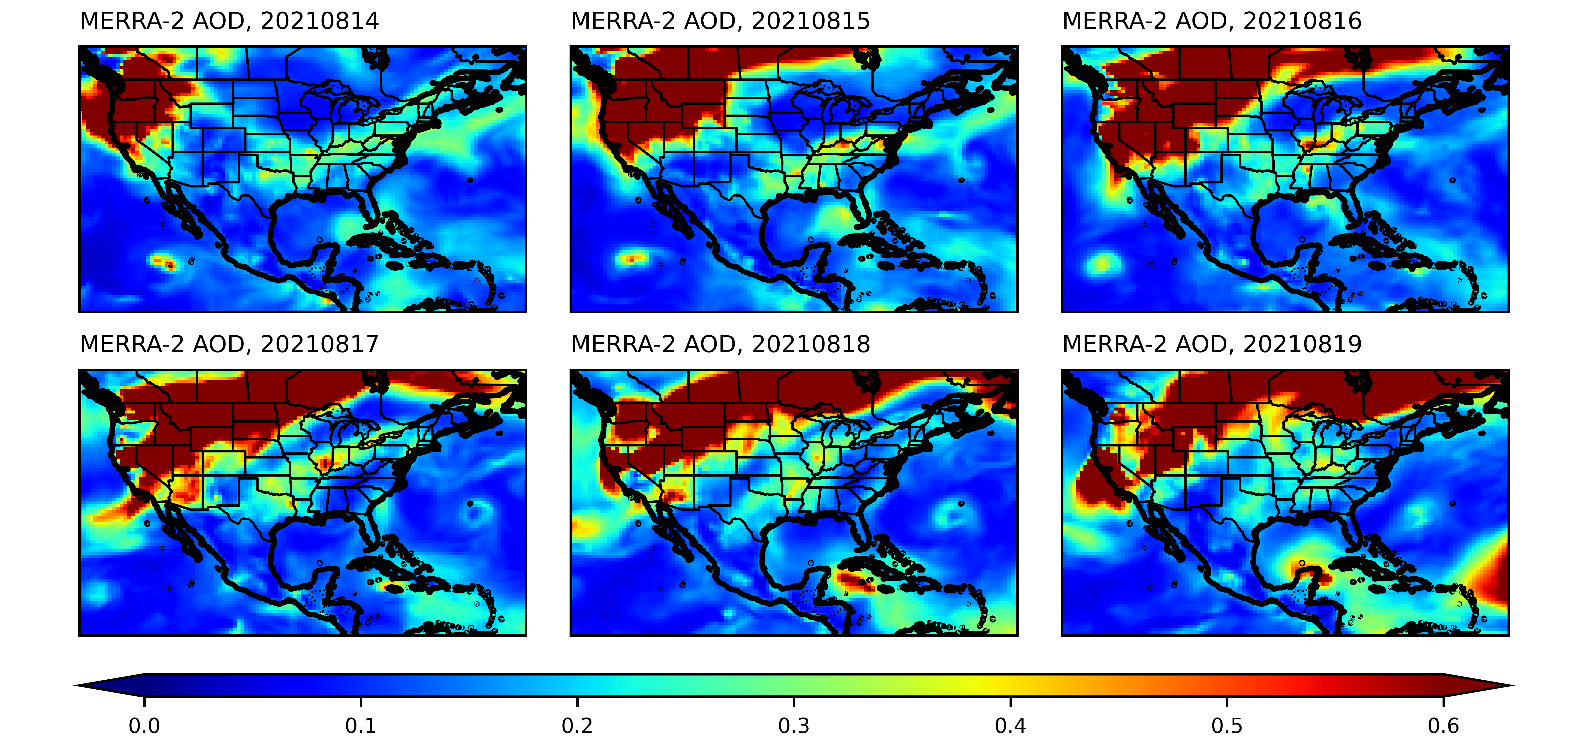 MERRA-2 AOD, 20210814
MERRA-2 AOD, 20210815
MERRA-2 AOD, 20210816
MERRA-2 AOD, 20210817
MERRA-2 AOD, 20210818
MERRA-2 AOD, 20210819
0.0 0.1 0.2 0.3 0.4 0.5 0.6